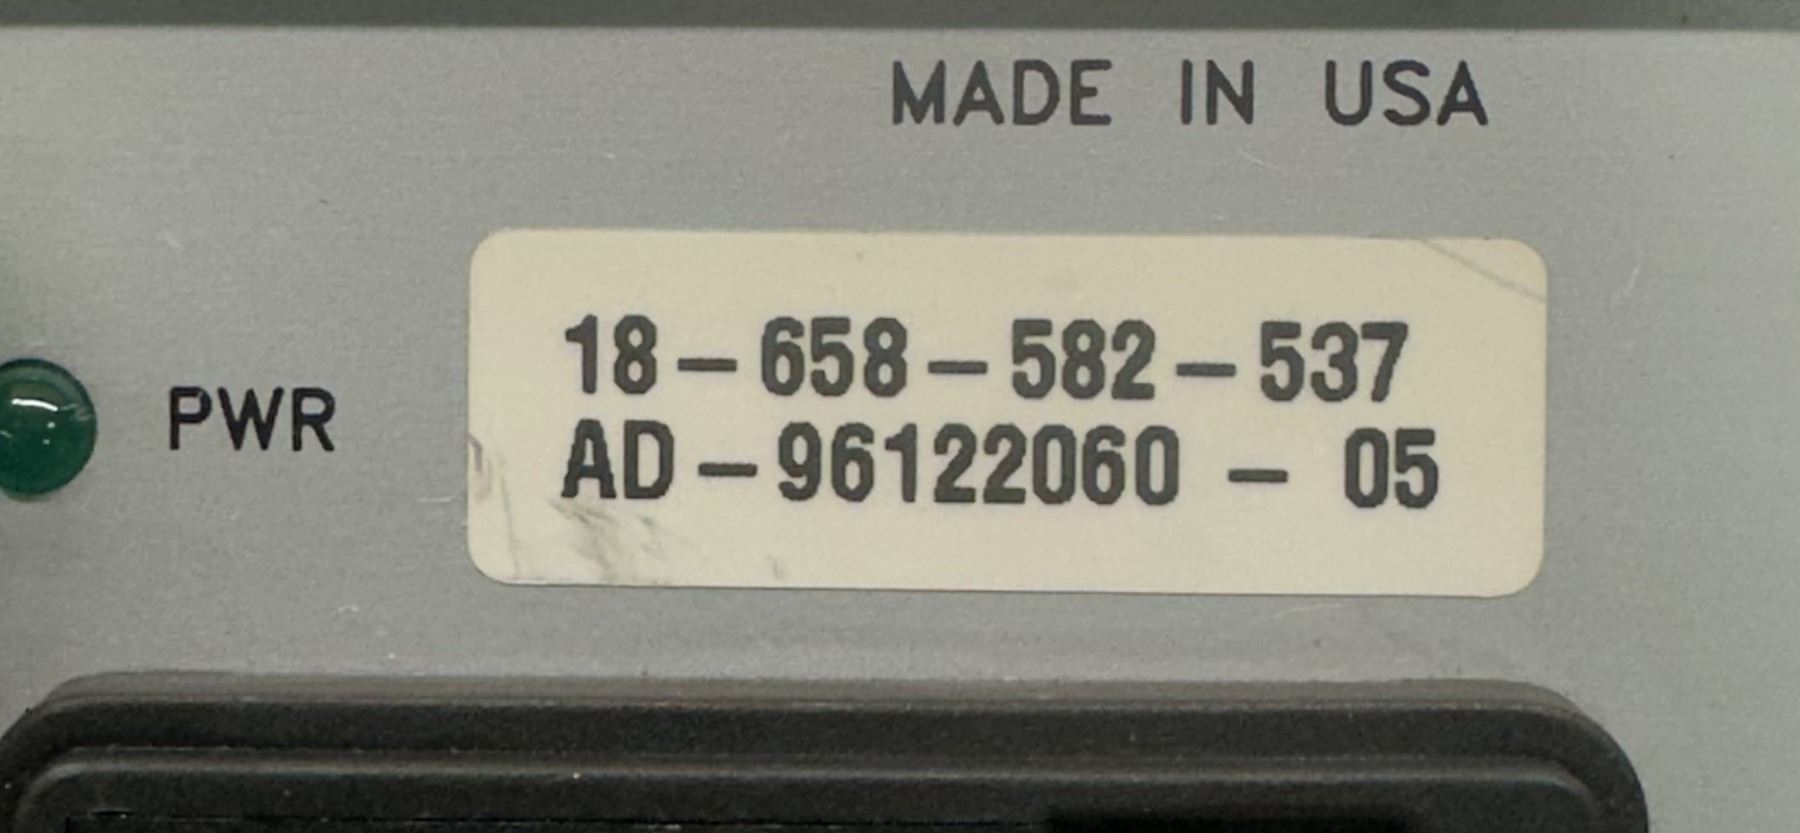 MADE IN USA
18-658-582-537
PWR
AD-96122060 - 05